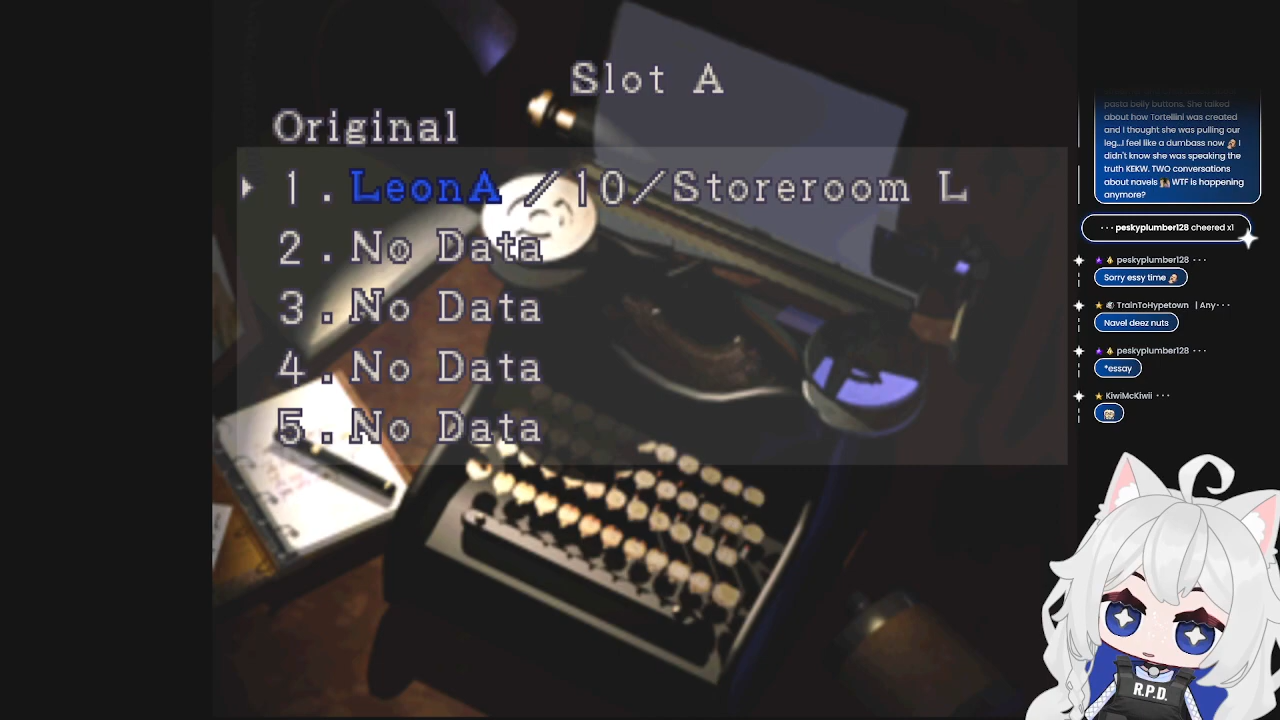 Slot A
Original
1. LeonA /10/Storeroom L
2. No Data
3. No Data
4. No Data
5. No Data
pasta belly buttons. She talked
about how Tortellini was created
and I thought she was pulling our
leg...I feel like a dumbass now I
didn't know she was speaking the
truth KEKW. TWO conversations
about navels WTF is happening
anymore?
peskyplumber128 cheered x1
peskyplumber128
Sorry essy time
TrainToHypetown | Any
Navel deez nuts
peskyplumber128
*essay
KiwiMcKiwii
R.P.D.